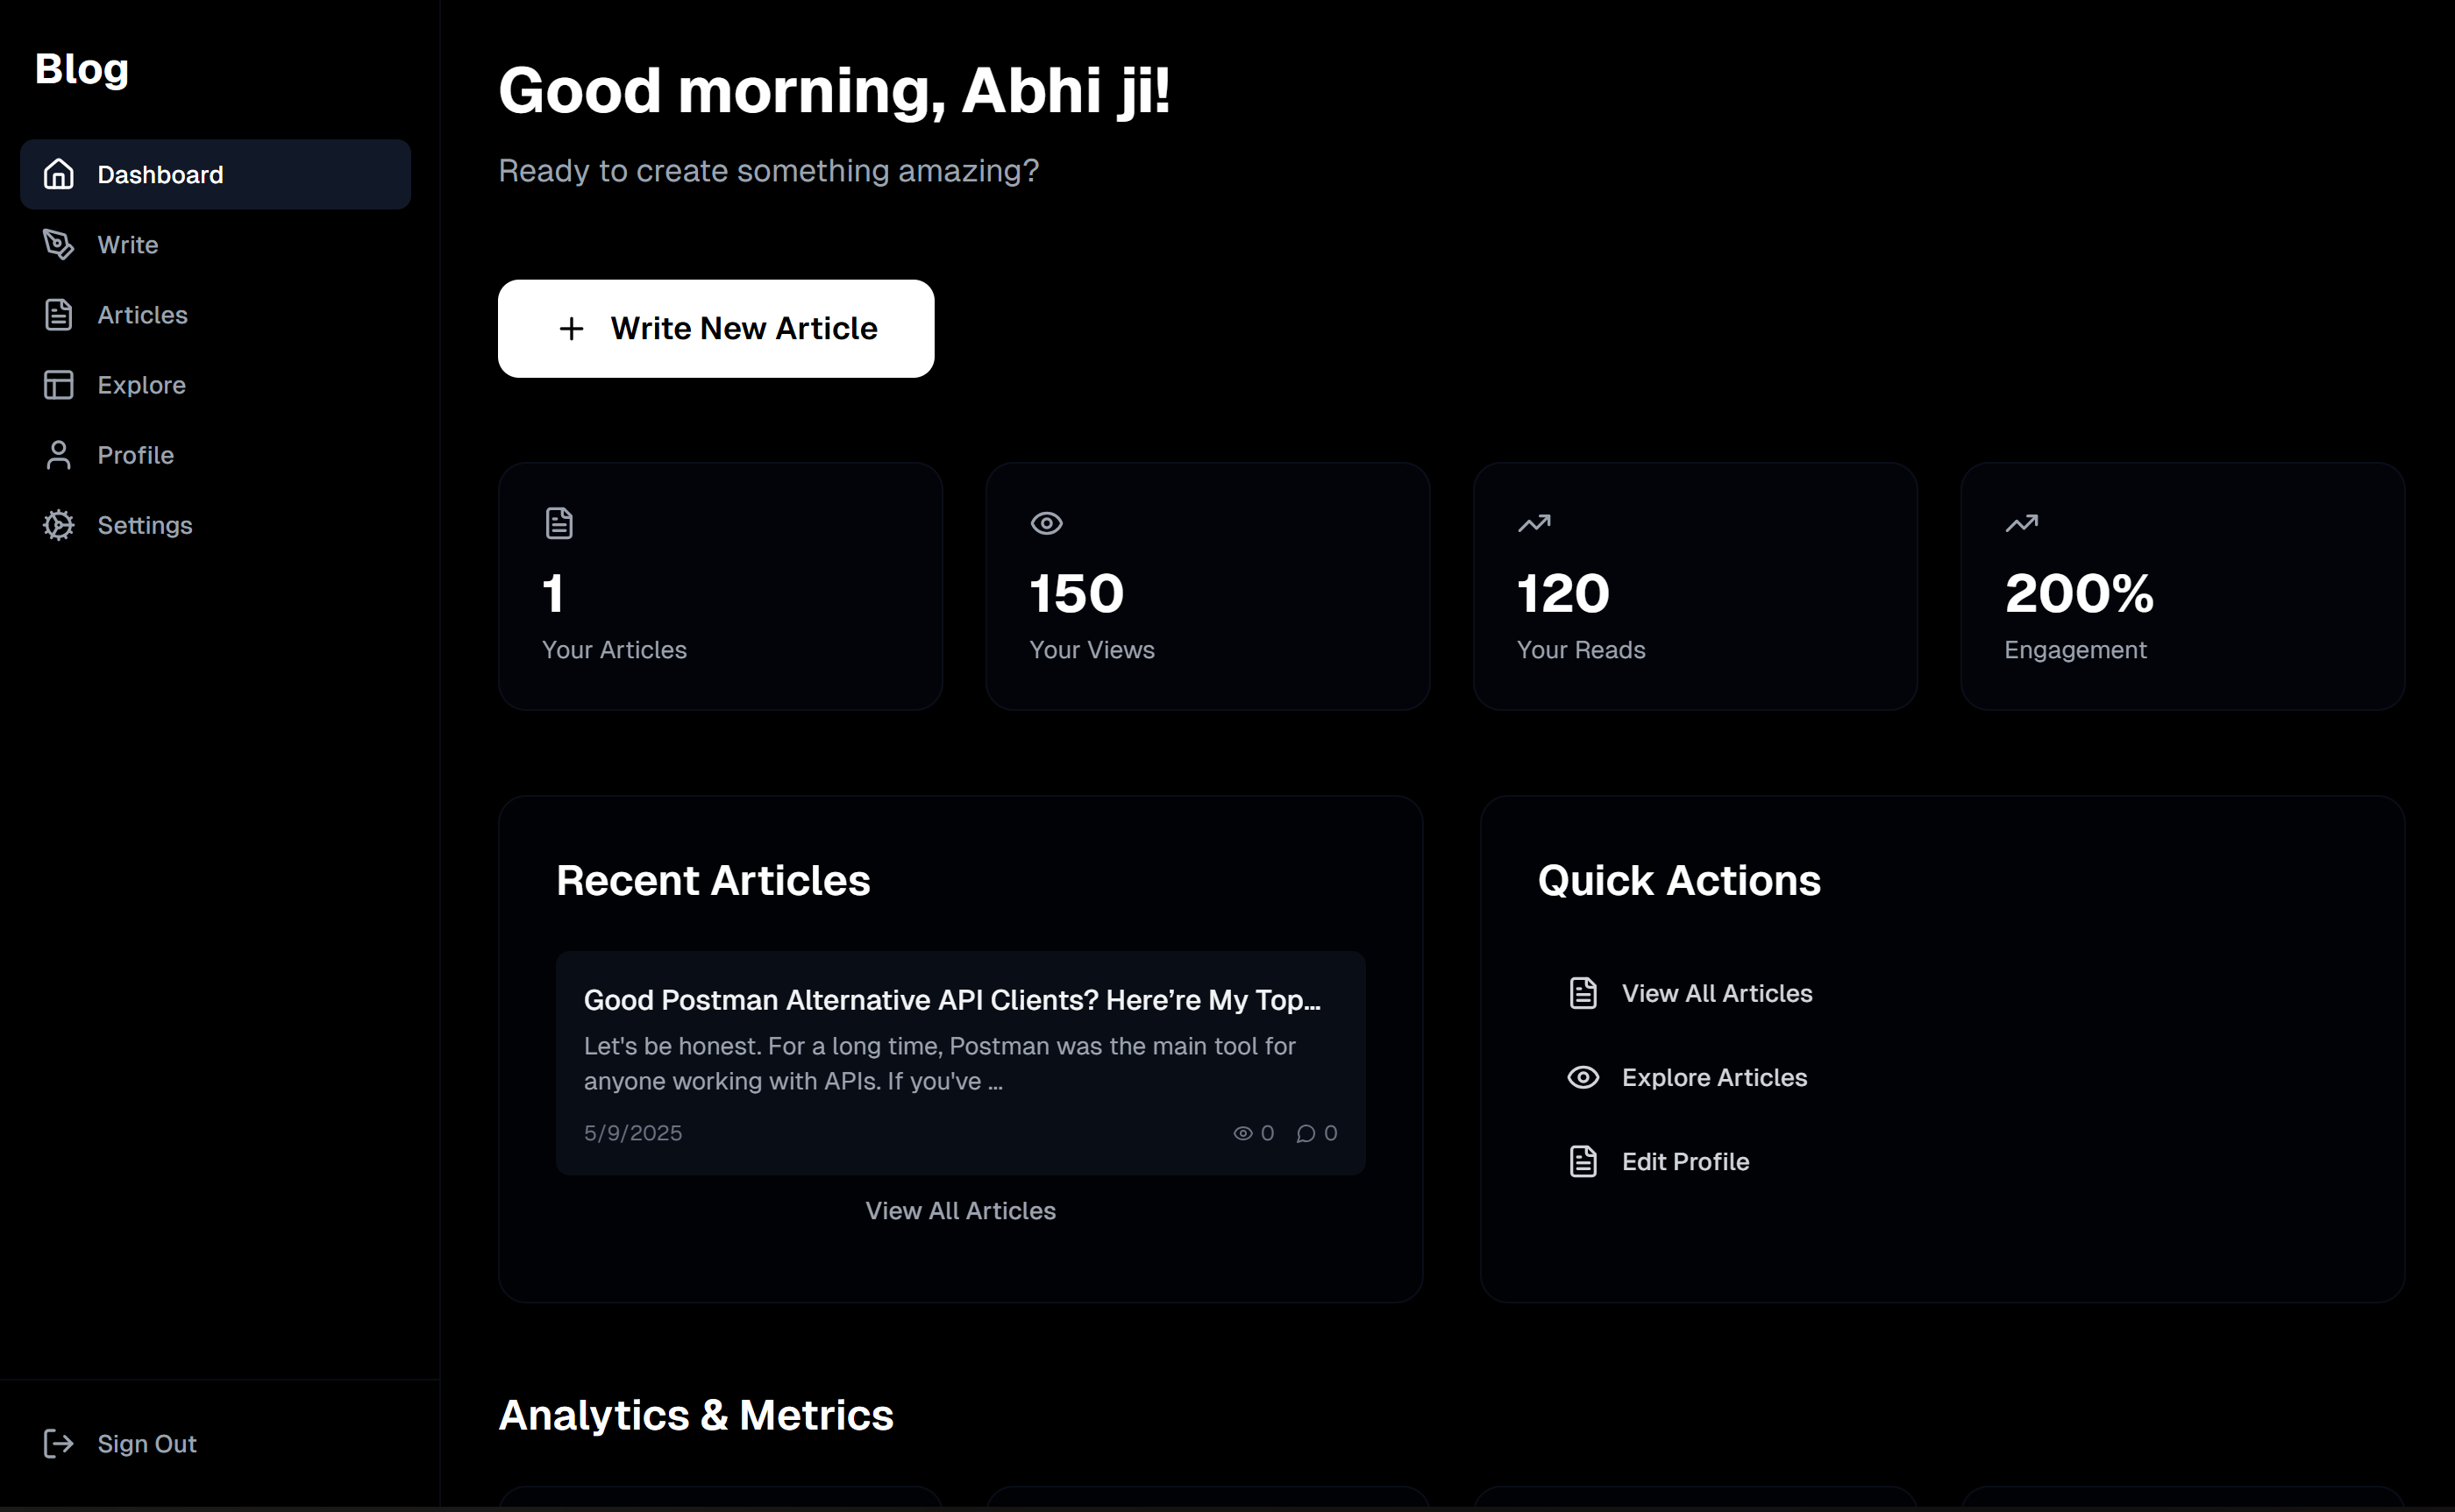 Blog
Dashboard
Write
Articles
Explore
Profile
Settings
Sign Out
Good morning, Abhi ji!
Ready to create something amazing?
Write New Article
1
Your Articles
150
Your Views
120
Your Reads
200%
Engagement
Recent Articles
Good Postman Alternative API Clients? Here’re My Top...
Let's be honest. For a long time, Postman was the main tool for
anyone working with APIs. If you've ...
5/9/2025
0
0
View All Articles
Quick Actions
View All Articles
Explore Articles
Edit Profile
Analytics & Metrics